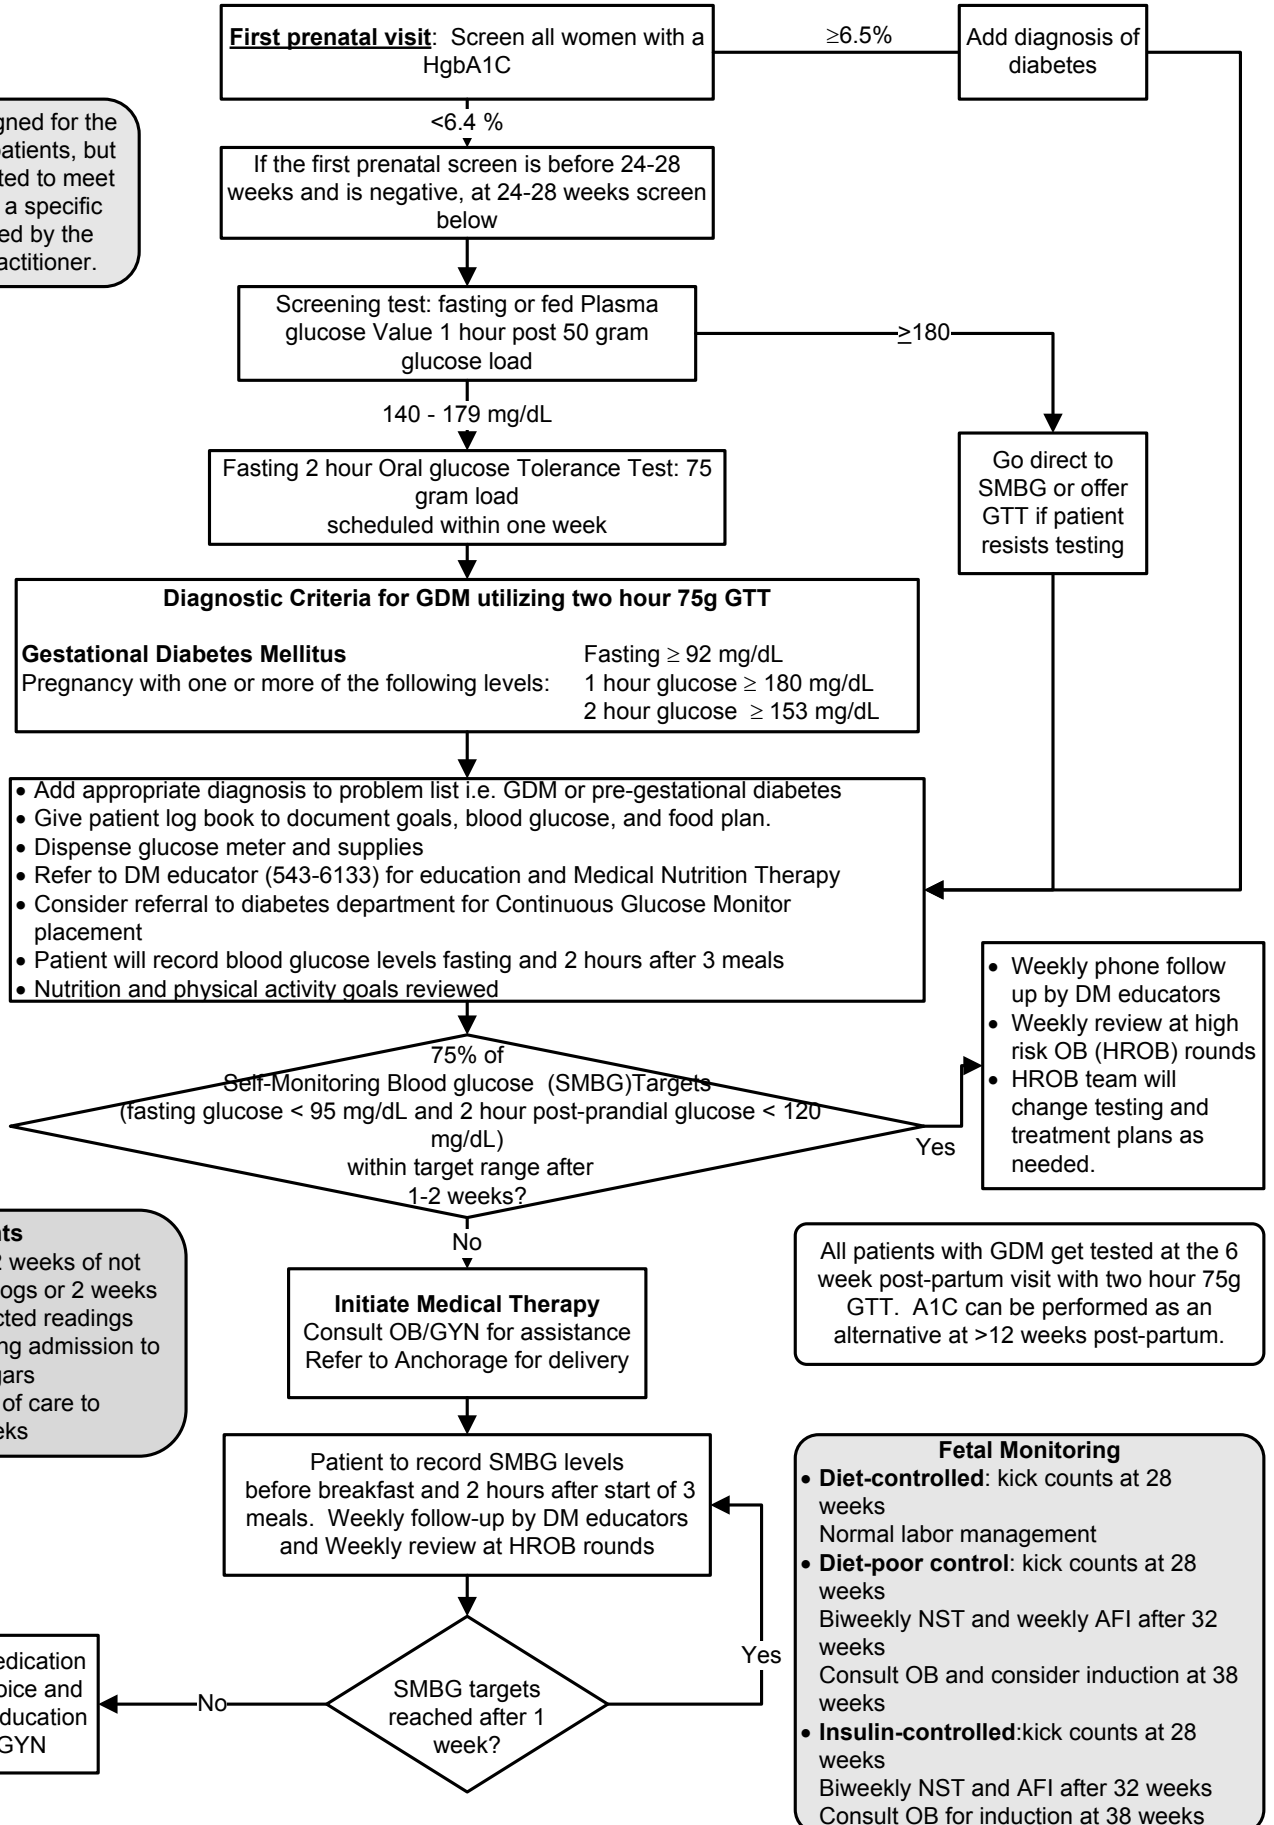 First prenatal visit: Screen all women with a
HgbA1C
≥6.5%
Add diagnosis of
diabetes
<6.4 %
gned for the
patients, but
ted to meet
a specific
ed by the
actitioner.
If the first prenatal screen is before 24-28
weeks and is negative, at 24-28 weeks screen
below
Screening test: fasting or fed Plasma
glucose Value 1 hour post 50 gram
glucose load
≥180
140 - 179 mg/dL
Fasting 2 hour Oral glucose Tolerance Test: 75
gram load
scheduled within one week
Go direct to
SMBG or offer
GTT if patient
resists testing
Diagnostic Criteria for GDM utilizing two hour 75g GTT
Gestational Diabetes Mellitus
Pregnancy with one or more of the following levels:
Fasting ≥ 92 mg/dL
1 hour glucose ≥ 180 mg/dL
2 hour glucose ≥ 153 mg/dL
• Add appropriate diagnosis to problem list i.e. GDM or pre-gestational diabetes
• Give patient log book to document goals, blood glucose, and food plan.
• Dispense glucose meter and supplies
• Refer to DM educator (543-6133) for education and Medical Nutrition Therapy
• Consider referral to diabetes department for Continuous Glucose Monitor
placement
• Patient will record blood glucose levels fasting and 2 hours after 3 meals
• Nutrition and physical activity goals reviewed
• Weekly phone follow
up by DM educators
• Weekly review at high
risk OB (HROB) rounds
• HROB team will
change testing and
treatment plans as
needed.
75% of
Self-Monitoring Blood glucose (SMBG)Targets
(fasting glucose < 95 mg/dL and 2 hour post-prandial glucose < 120
mg/dL)
within target range after
1-2 weeks?
Yes
No
nts
2 weeks of not
ogs or 2 weeks
cted readings
ng admission to
gars
of care to
eks
Initiate Medical Therapy
Consult OB/GYN for assistance
Refer to Anchorage for delivery
All patients with GDM get tested at the 6
week post-partum visit with two hour 75g
GTT. A1C can be performed as an
alternative at >12 weeks post-partum.
Patient to record SMBG levels
before breakfast and 2 hours after start of 3
meals. Weekly follow-up by DM educators
and Weekly review at HROB rounds
Yes
SMBG targets
reached after 1
week?
No
edication
oice and
ducation
GYN
Fetal Monitoring
• Diet-controlled: kick counts at 28
weeks
Normal labor management
• Diet-poor control: kick counts at 28
weeks
Biweekly NST and weekly AFI after 32
weeks
Consult OB and consider induction at 38
weeks
• Insulin-controlled:kick counts at 28
weeks
Biweekly NST and AFI after 32 weeks
Consult OB for induction at 38 weeks